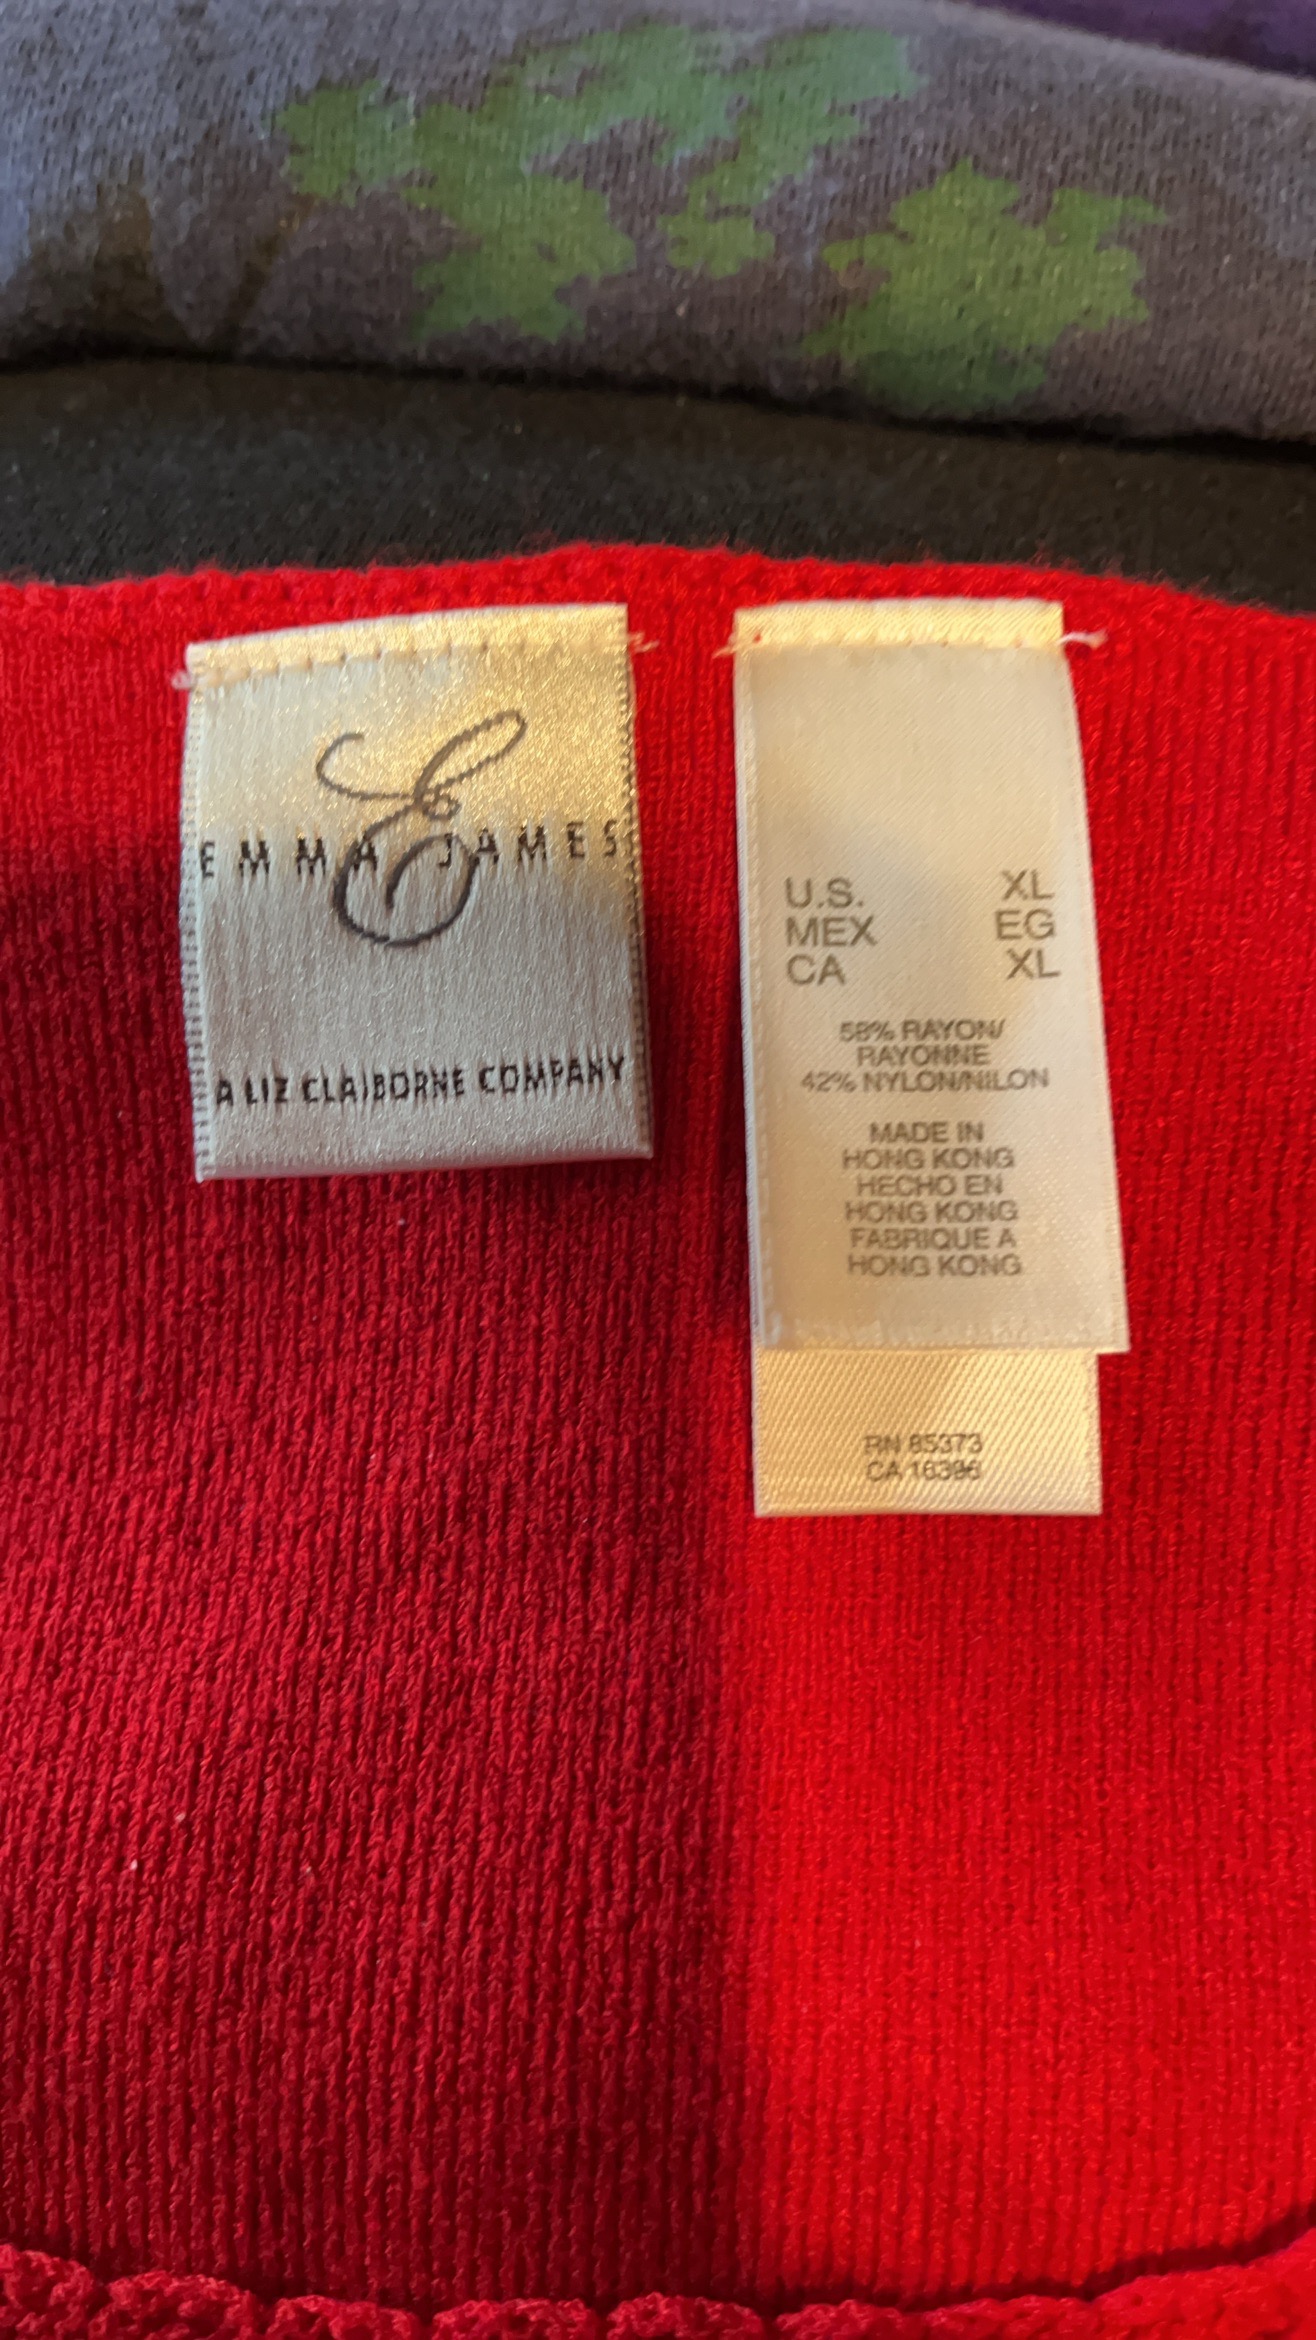 E
EMMA JAMES
A LIZ CLAIBORNE COMPANY
U.S. XL
MEX EG
CA XL
58% RAYON/
RAYONNE
42% NYLON/NILON
MADE IN
HONG KONG
HECHO EN
HONG KONG
FABRIQUE A
HONG KONG
RN 85373
CA 16396